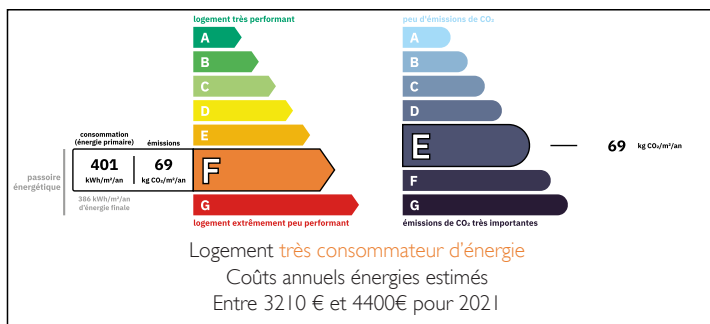 logement très performant
A
B
C
D
E
consommation
(énergie primaire)
émissions
401
kWh/m²/an
69
kg CO₂/m²/an
F
passoire
énergétique
386 kWh/m²/an
d'énergie finale
G
logement extrêmement peu performant
peu d'émissions de CO₂
A
B
C
D
E
69 kg CO₂/m²/an
F
G
émissions de CO₂ très importantes
Logement très consommateur d'énergie
Coûts annuels énergies estimés
Entre 3210 € et 4400€ pour 2021